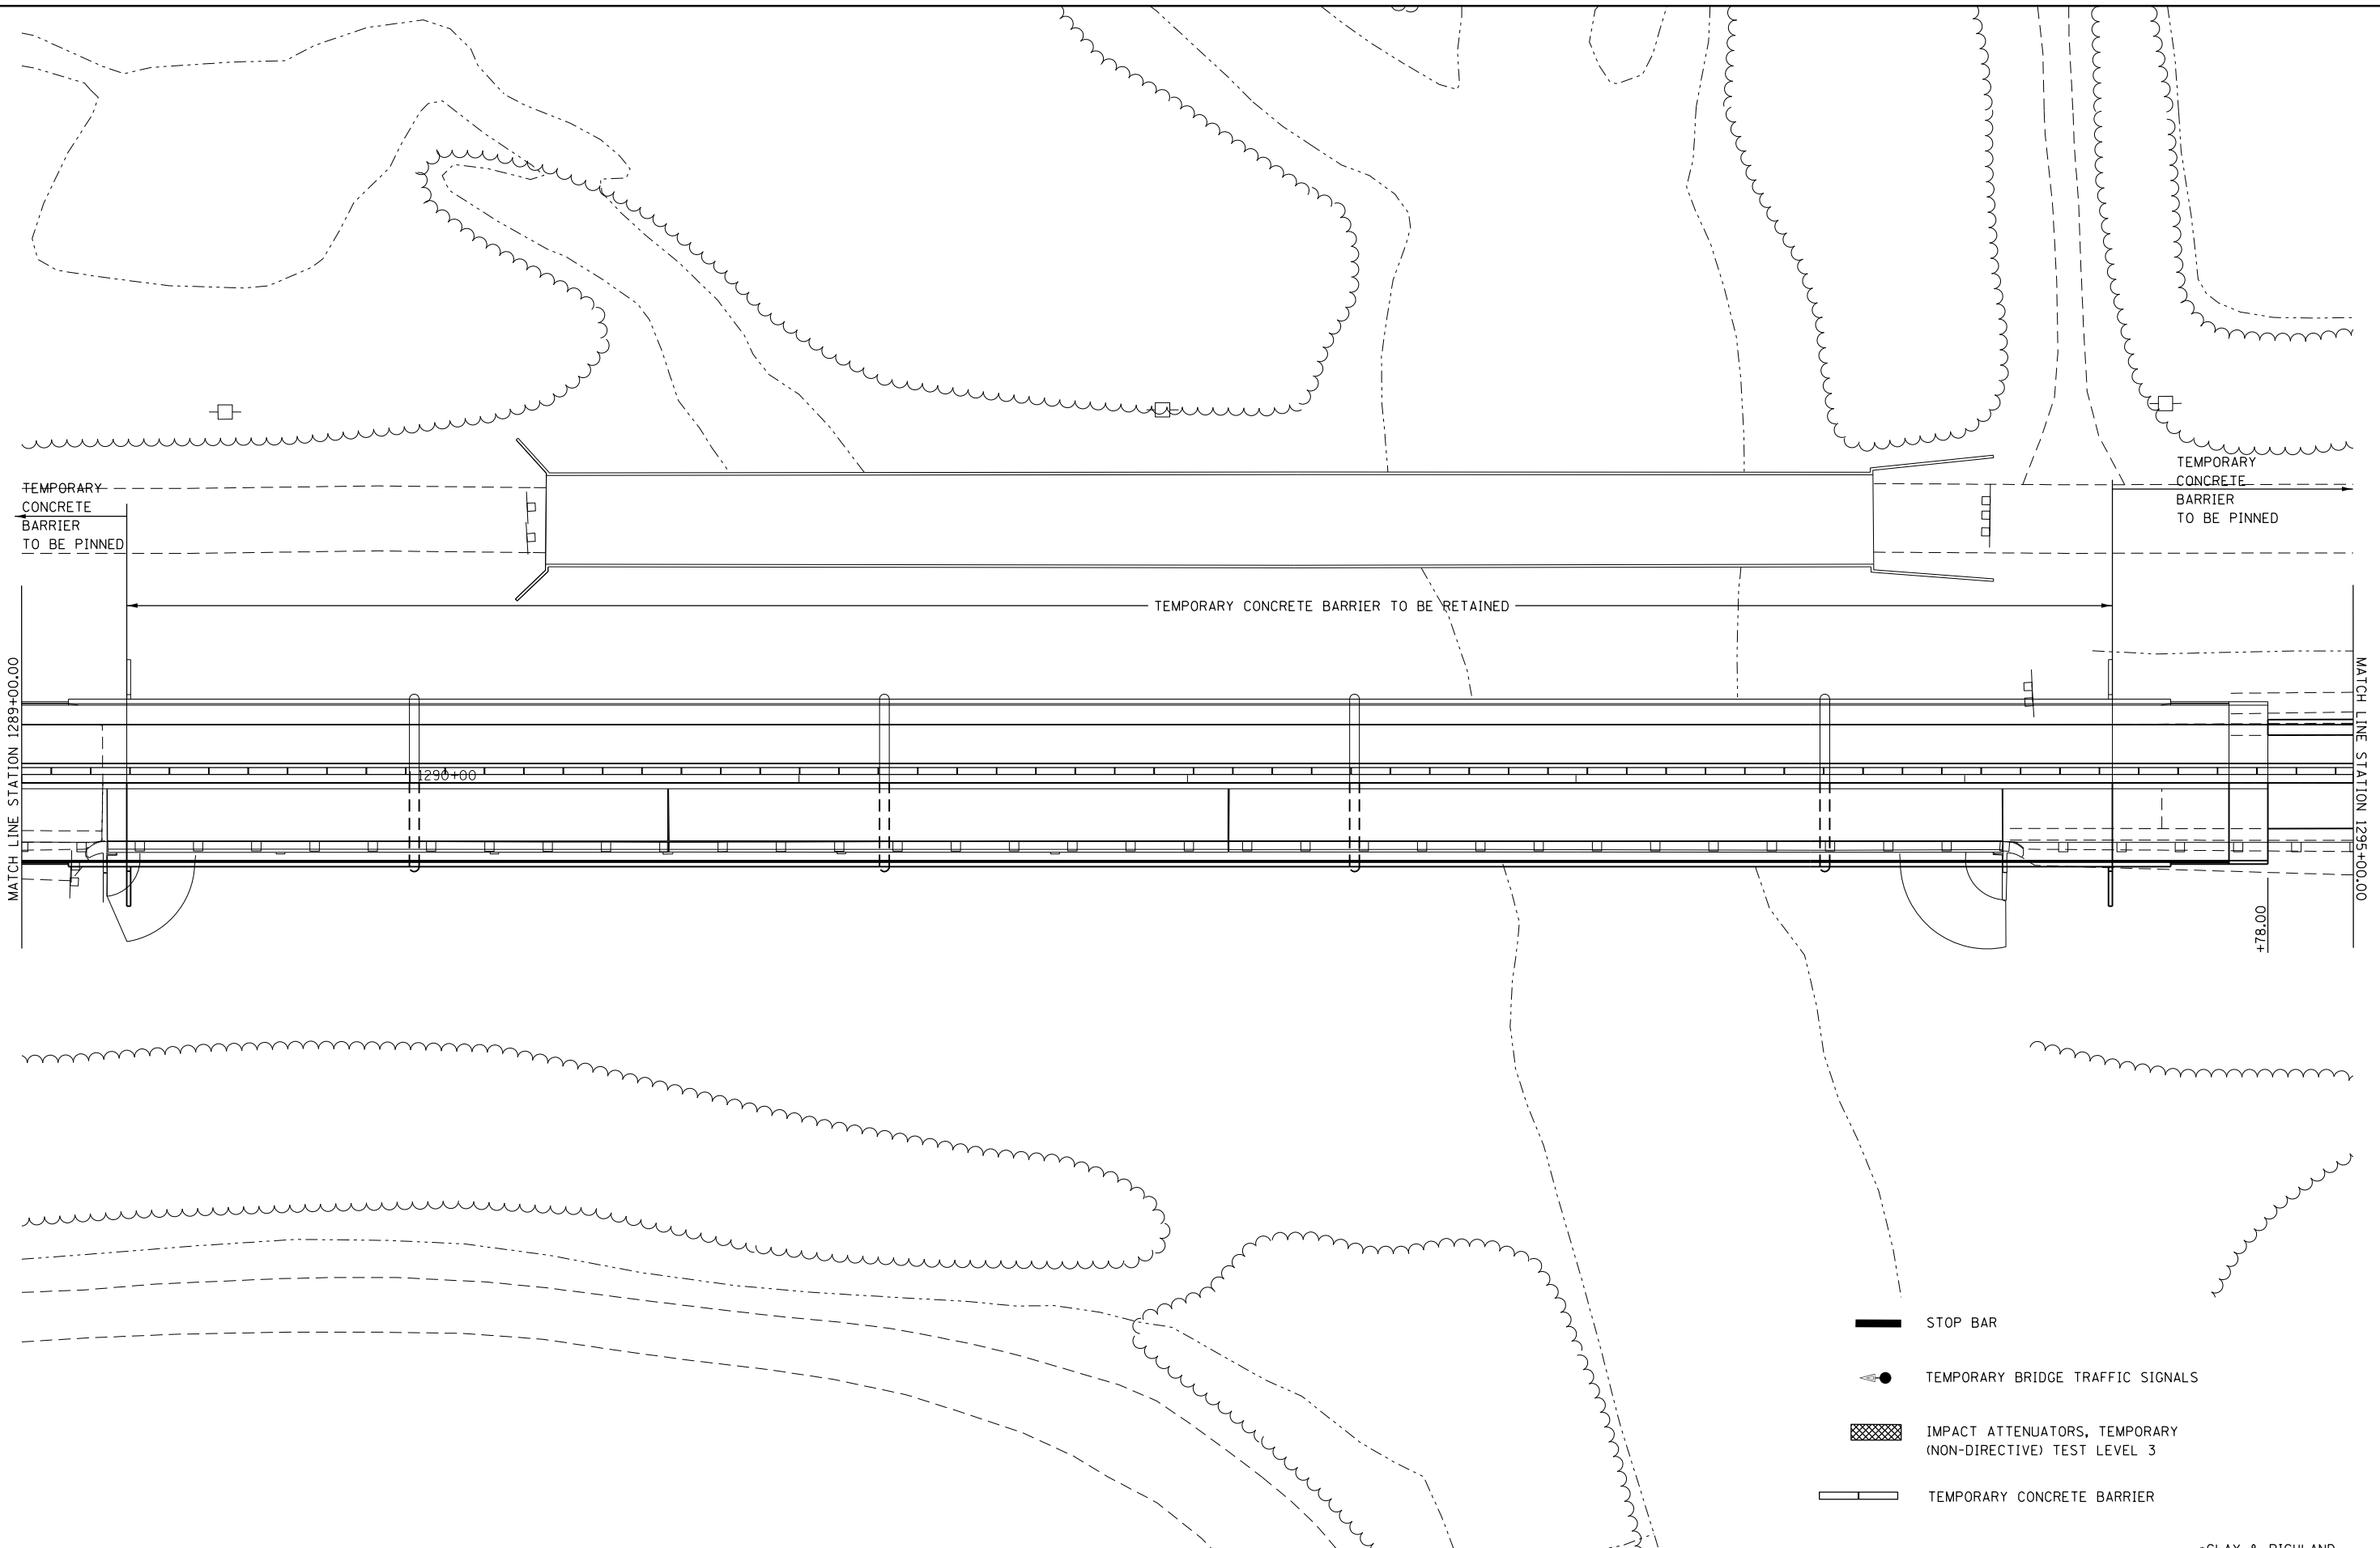 TEMPORARY
CONCRETE
BARRIER
TO BE PINNED
TEMPORARY
CONCRETE
BARRIER
TO BE PINNED
TEMPORARY CONCRETE BARRIER TO BE RETAINED
MATCH LINE STATION 1289+00.00
1290+00
MATCH LINE STATION 1295+00.00
+78.00
STOP BAR
TEMPORARY BRIDGE TRAFFIC SIGNALS
IMPACT ATTENUATORS, TEMPORARY
(NON-DIRECTIVE) TEST LEVEL 3
TEMPORARY CONCRETE BARRIER